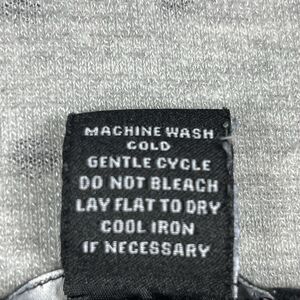 MACHINE WASH
COLD
GENTLE CYCLE
DO NOT BLEACH
LAY FLAT TO DRY
COOL IRON
IF NECESSARY